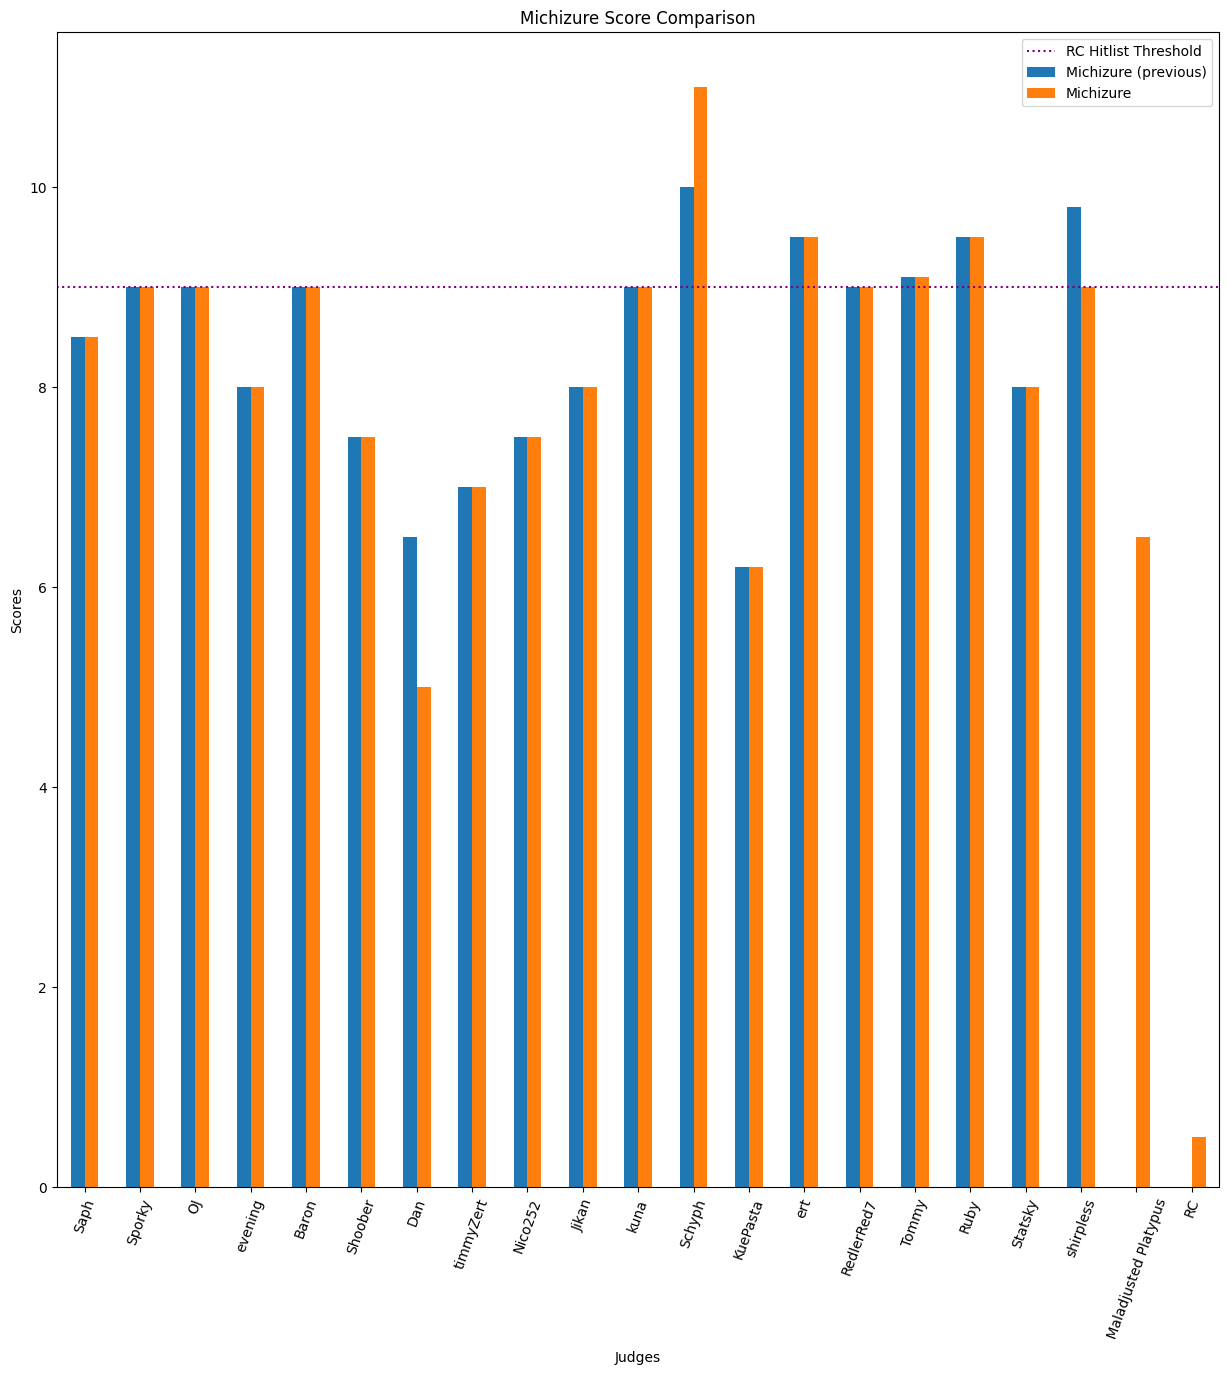 Michizure Score Comparison
RC Hitlist Threshold
Michizure (previous)
Michizure
Scores
10
8
6
4
2
0
Saph
Sporky
OJ
evening
Baron
Shoober
Dan
timmyZert
Nico252
Jikan
kuna
Schyph
KuePasta
ert
RedlerRed7
Tommy
Ruby
Statsky
shirpless
Maladjusted Platypus
RC
Judges